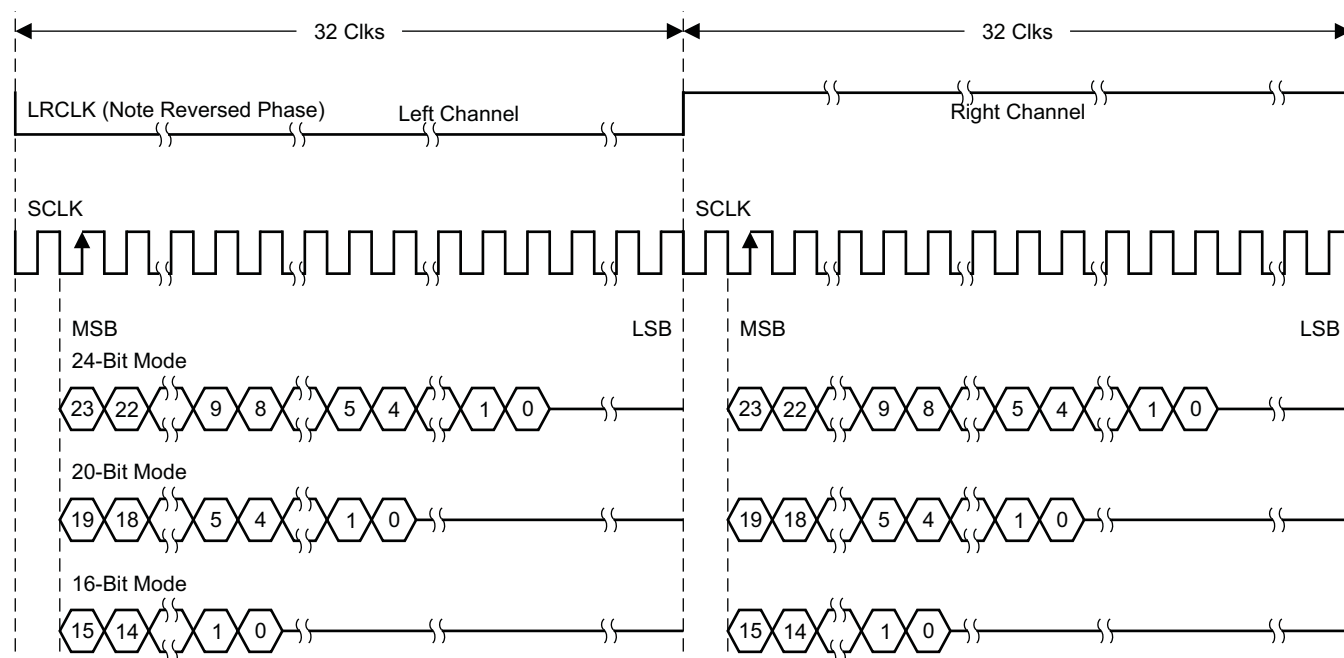 32 Clks 32 Clks
LRCLK (Note Reversed Phase) Left Channel Right Channel
SCLK SCLK
MSB LSB MSB LSB
24-Bit Mode
23 22 9 8 5 4 1 0 23 22 9 8 5 4 1 0
20-Bit Mode
19 18 5 4 1 0 19 18 5 4 1 0
16-Bit Mode
15 14 1 0 15 14 1 0